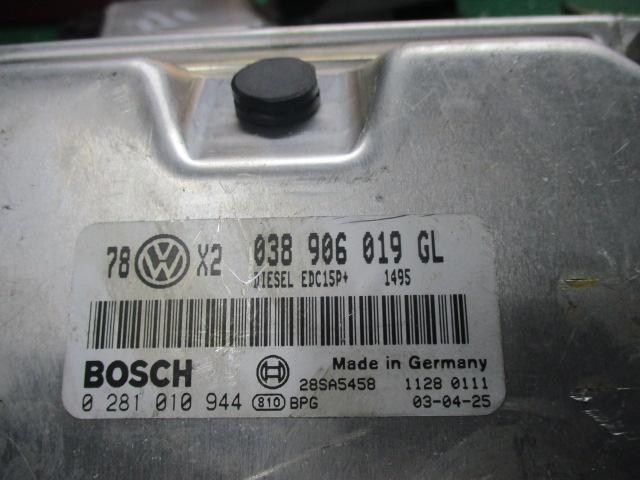 78 VW X2 038 906 019 GL
DIESEL EDC15P+ 1495
BOSCH Made in Germany
28SA5458 1128 0111
0 281 010 944 810 BPG 03-04-25